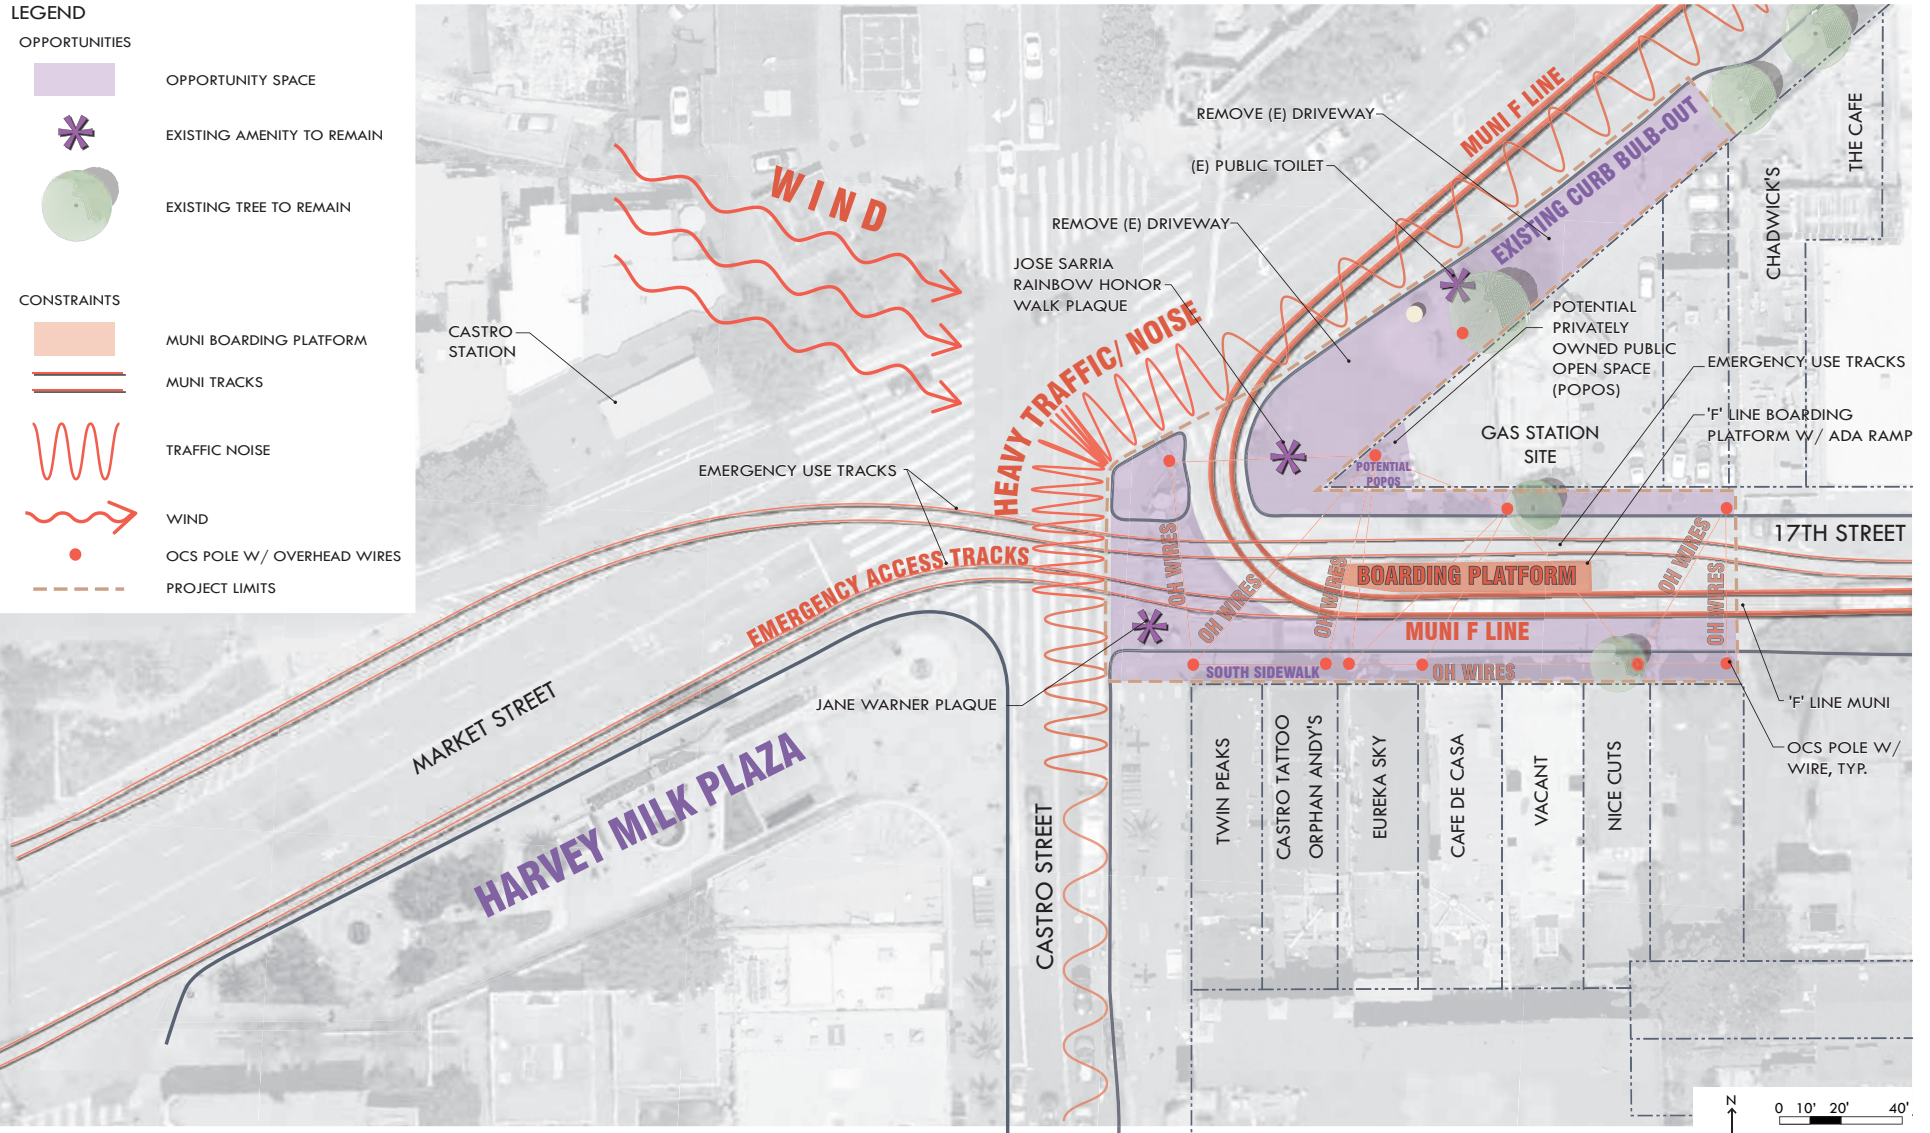 LEGEND
OPPORTUNITIES
OPPORTUNITY SPACE
EXISTING AMENITY TO REMAIN
EXISTING TREE TO REMAIN
CONSTRAINTS
MUNI BOARDING PLATFORM
MUNI TRACKS
TRAFFIC NOISE
WIND
OCS POLE W/ OVERHEAD WIRES
PROJECT LIMITS
WIND
CASTRO
STATION
EMERGENCY USE TRACKS
HEAVY TRAFFIC/ NOISE
EMERGENCY ACCESS TRACKS
MARKET STREET
HARVEY MILK PLAZA
JANE WARNER PLAQUE
CASTRO STREET
REMOVE (E) DRIVEWAY
(E) PUBLIC TOILET
REMOVE (E) DRIVEWAY
JOSE SARRIA
RAINBOW HONOR
WALK PLAQUE
MUNI F LINE
EXISTING CURB BULB-OUT
THE CAFE
CHADWICK'S
POTENTIAL
PRIVATELY
OWNED PUBLIC
OPEN SPACE
(POPOS)
EMERGENCY USE TRACKS
'F' LINE BOARDING
PLATFORM W/ ADA RAMP
GAS STATION
SITE
POTENTIAL
POPOS
17TH STREET
OH WIRES
OH WIRES
OH WIRES
OH WIRES
OH WIRES
BOARDING PLATFORM
MUNI F LINE
SOUTH SIDEWALK
OH WIRES
'F' LINE MUNI
OCS POLE W/
WIRE, TYP.
TWIN PEAKS
CASTRO TATTOO
ORPHAN ANDY'S
EUREKA SKY
CAFE DE CASA
VACANT
NICE CUTS
N
0 10' 20' 40'